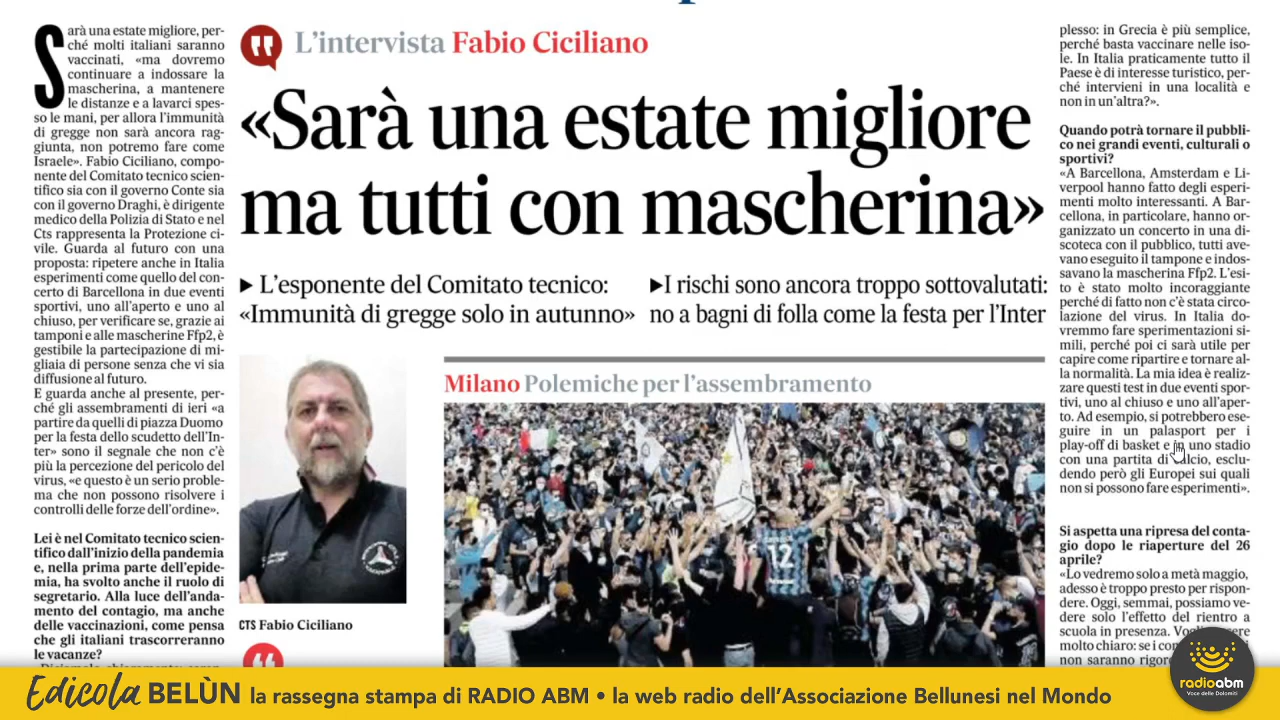 L'intervista Fabio Ciciliano
«Sarà una estate migliore
ma tutti con mascherina»
L'esponente del Comitato tecnico:
«Immunità di gregge solo in autunno»
I rischi sono ancora troppo sottovalutati:
no a bagni di folla come la festa per l'Inter
Sarà una estate migliore, per-
ché molti italiani saranno
vaccinati, «ma dovremo
continuare a indossare la
mascherina, a mantenere
le distanze e a lavarci spes-
so le mani, per allora l'immunità
di gregge non sarà ancora rag-
giunta, non potremo fare come
Israele». Fabio Ciciliano, compo-
nente del Comitato tecnico scien-
tifico sia con il governo Conte sia
con il governo Draghi, è dirigente
medico della Polizia di Stato e nel
Cts rappresenta la Protezione ci-
vile. Guarda al futuro con una
proposta: ripetere anche in Italia
esperimenti come quello del con-
certo di Barcellona in due eventi
sportivi, uno all'aperto e uno al
chiuso, per verificare se, grazie ai
tamponi e alle mascherine Ffp2, è
gestibile la partecipazione di mi-
gliaia di persone senza che vi sia
diffusione al futuro.
E guarda anche al presente, per-
ché gli assembramenti di ieri «a
partire da quelli di piazza Duomo
per la festa dello scudetto dell'In-
ter» sono il segnale che non c'è
più la percezione del pericolo del
virus, «e questo è un serio proble-
ma che non possono risolvere i
controlli delle forze dell'ordine».
Lei è nel Comitato tecnico scien-
tifico dall'inizio della pandemia
e, nella prima parte dell'epide-
mia, ha svolto anche il ruolo di
segretario. Alla luce dell'anda-
mento del contagio, ma anche
delle vaccinazioni, come pensa
che gli italiani trascorreranno
le vacanze?
CTS Fabio Ciciliano
Milano Polemiche per l'assembramento
12
plesso: in Grecia è più semplice,
perché basta vaccinare nelle iso-
le. In Italia praticamente tutto il
Paese è di interesse turistico, per-
ché intervieni in una località e
non in un'altra?».
Quando potrà tornare il pubbli-
co nei grandi eventi, culturali o
sportivi?
«A Barcellona, Amsterdam e Li-
verpool hanno fatto degli esperi-
menti molto interessanti. A Bar-
cellona, in particolare, hanno or-
ganizzato un concerto in una di-
scoteca con il pubblico, tutti ave-
vano eseguito il tampone e indos-
savano la mascherina Ffp2. L'esi-
to è stato molto incoraggiante
perché di fatto non c'è stata circo-
lazione del virus. In Italia do-
vremmo fare sperimentazioni si-
mili, perché poi ci sarà utile per
capire come ripartire e tornare al-
la normalità. La mia idea è realiz-
zare questi test in due eventi spor-
tivi, uno al chiuso e uno all'aper-
to. Ad esempio, si potrebbero ese-
guire in un palasport per i
play-off di basket e in uno stadio
con una partita di calcio, esclu-
dendo però gli Europei sui quali
non si possono fare esperimenti».
Si aspetta una ripresa del conta-
gio dopo le riaperture del 26
aprile?
«Lo vedremo solo a metà maggio,
adesso è troppo presto per rispon-
dere. Oggi, semmai, possiamo ve-
dere solo l'effetto del rientro a
scuola in presenza.
molto chiaro: se i
non saranno
Edicola BELÙN la rassegna stampa di RADIO ABM • la web radio dell'Associazione Bellunesi nel Mondo
radioabm
Voce delle Dolomiti